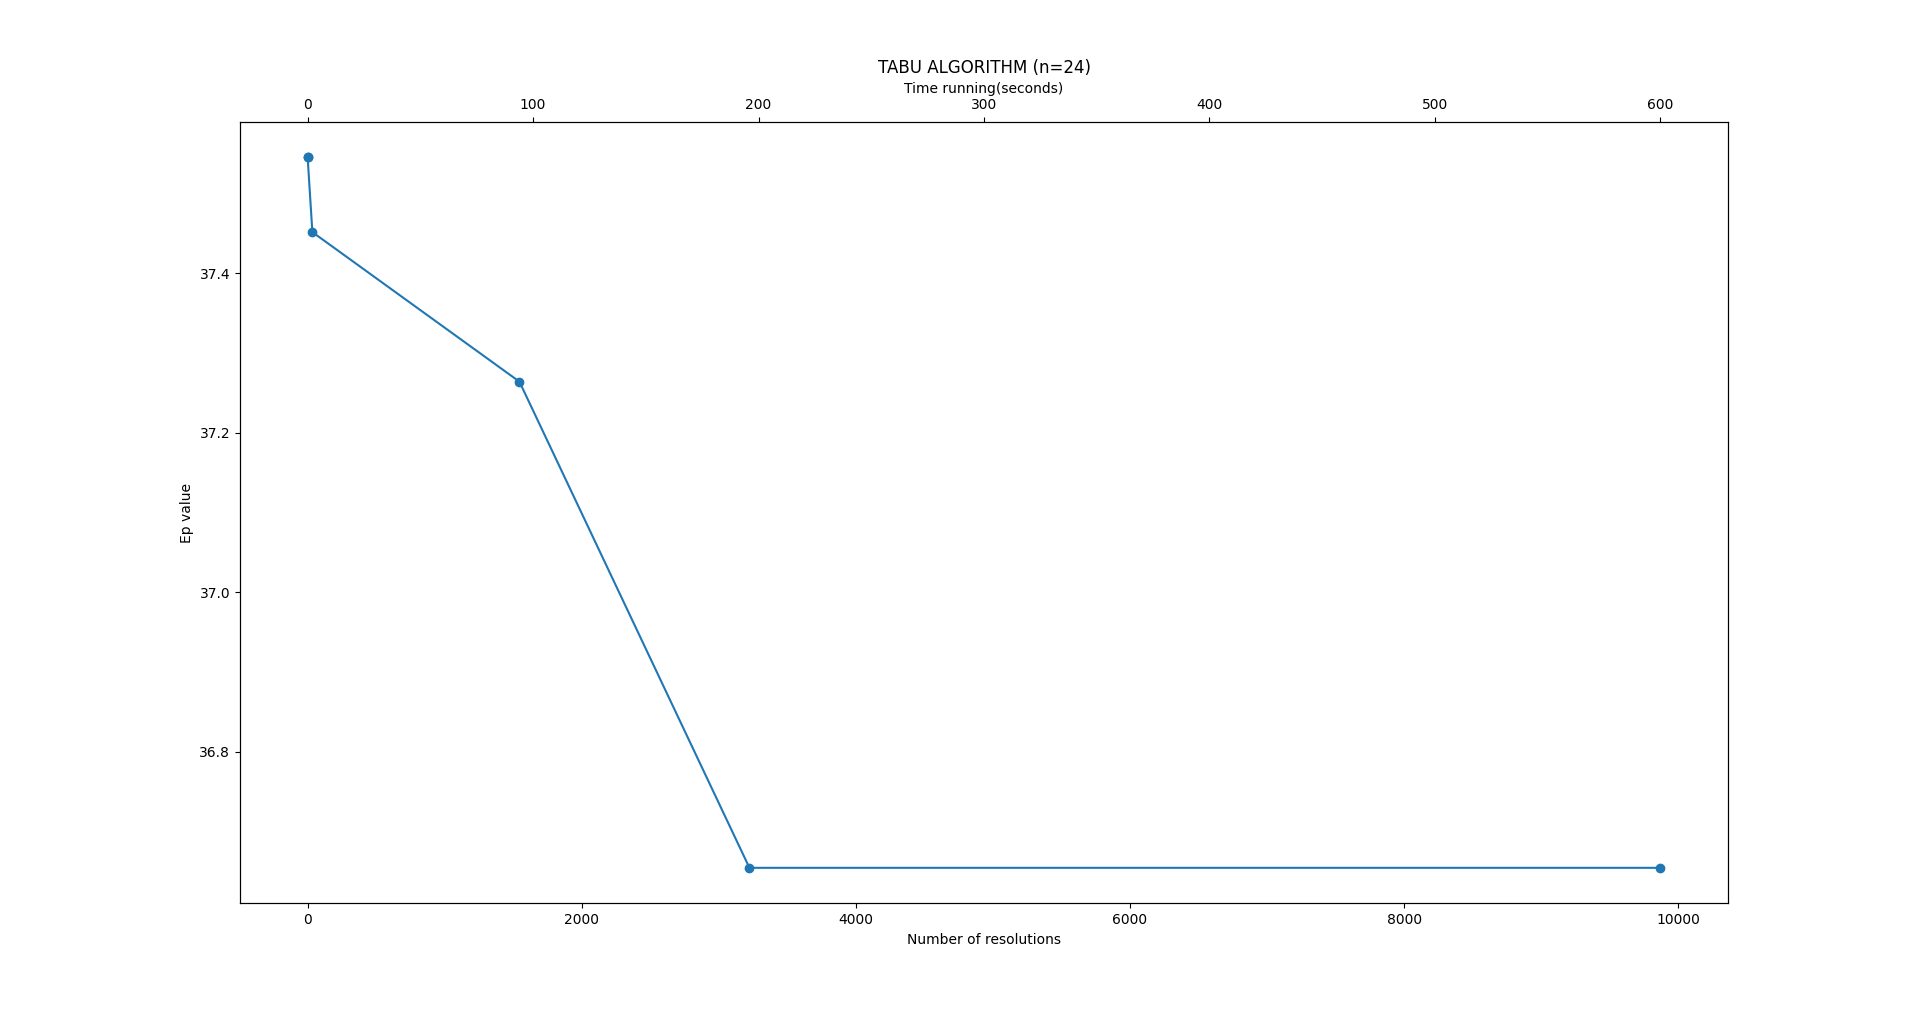 TABU ALGORITHM (n=24)
Time running(seconds)
0 100 200 300 400 500 600
37.4
37.2
37.0
36.8
Ep value
0 2000 4000 6000 8000 10000
Number of resolutions